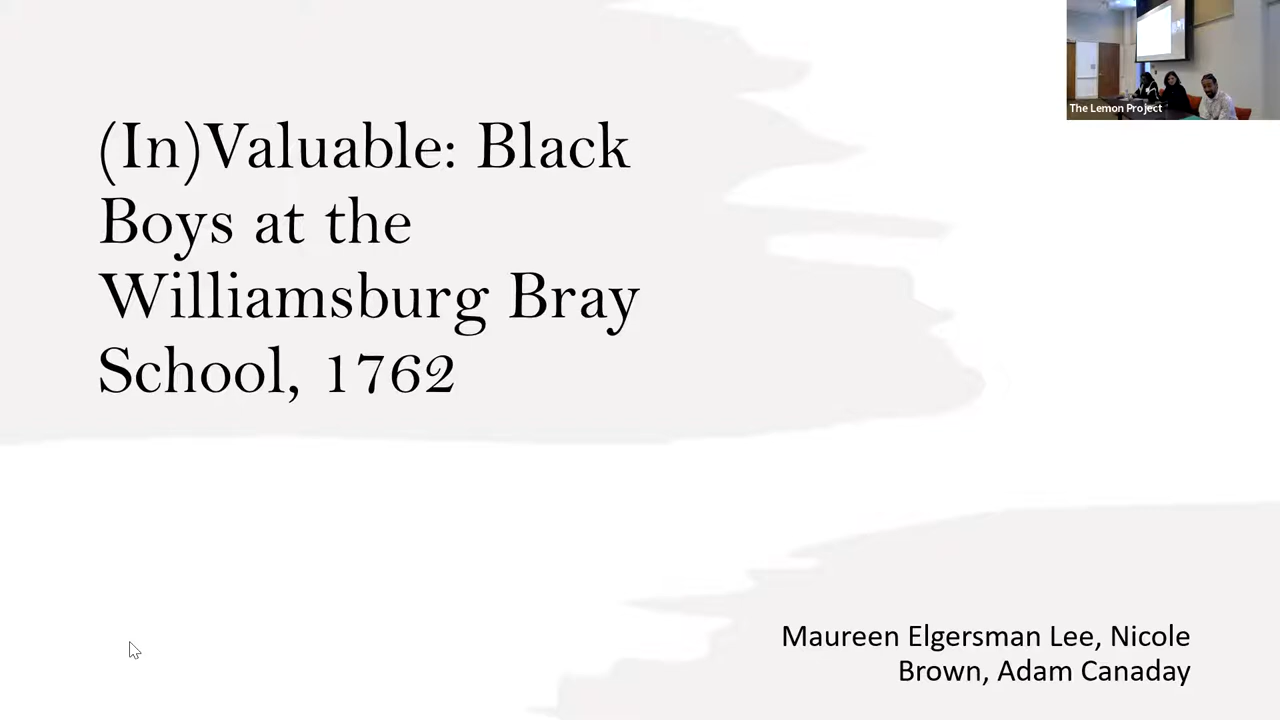 (In)Valuable: Black
Boys at the
Williamsburg Bray
School, 1762
The Lemon Project
Maureen Elgersman Lee, Nicole
Brown, Adam Canaday